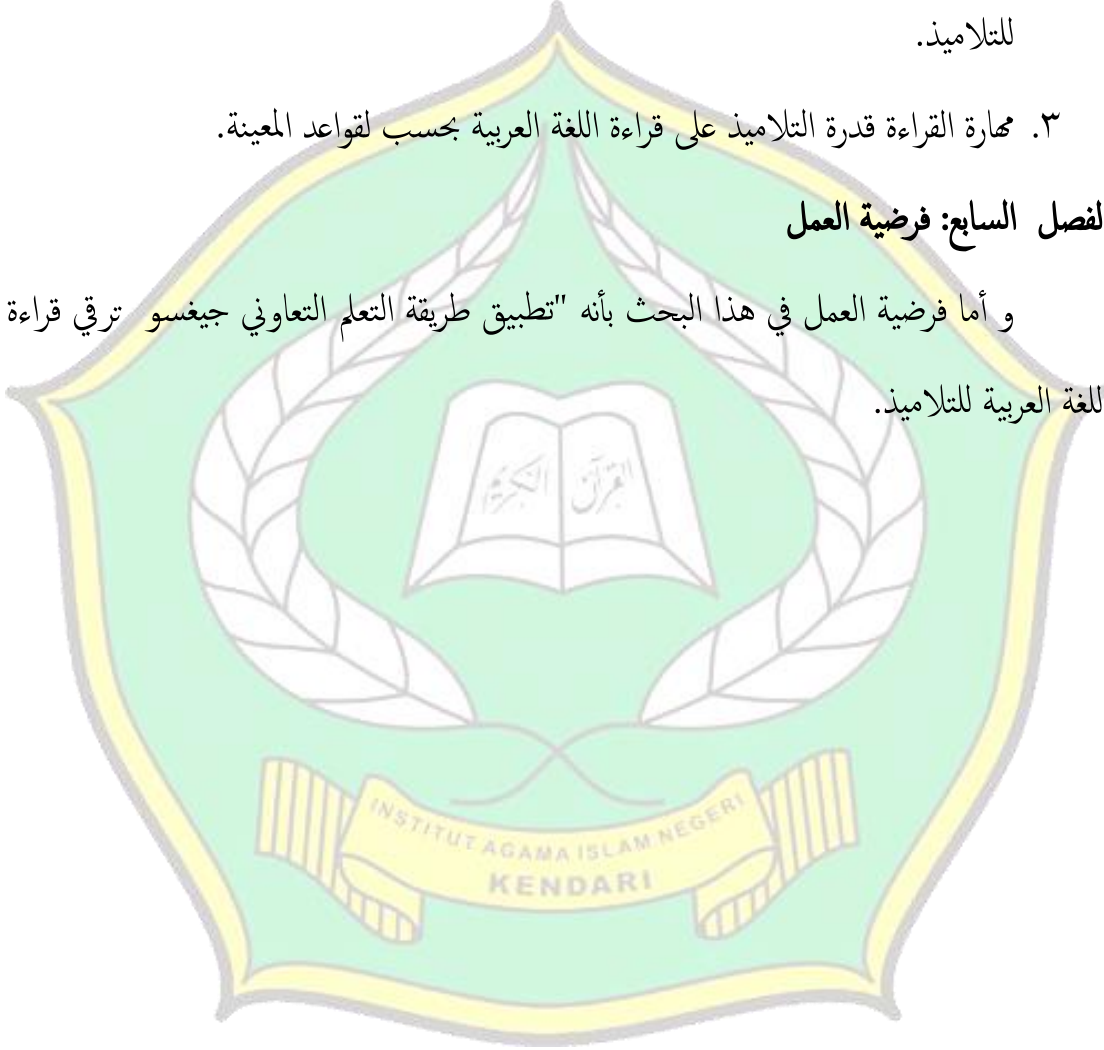 للتلاميذ.
٣. مهارة القراءة قدرة التلاميذ على قراءة اللغة العربية بحسب لقواعد المعينة.
لفصل السابع: فرضية العمل
و أما فرضية العمل في هذا البحث بأنه "تطبيق طريقة التعلم التعاوني جيغسو ترقي قراءة
للغة العربية للتلاميذ.
القرآن الكريم
INSTITUT AGAMA ISLAM NEGERI
KENDARI